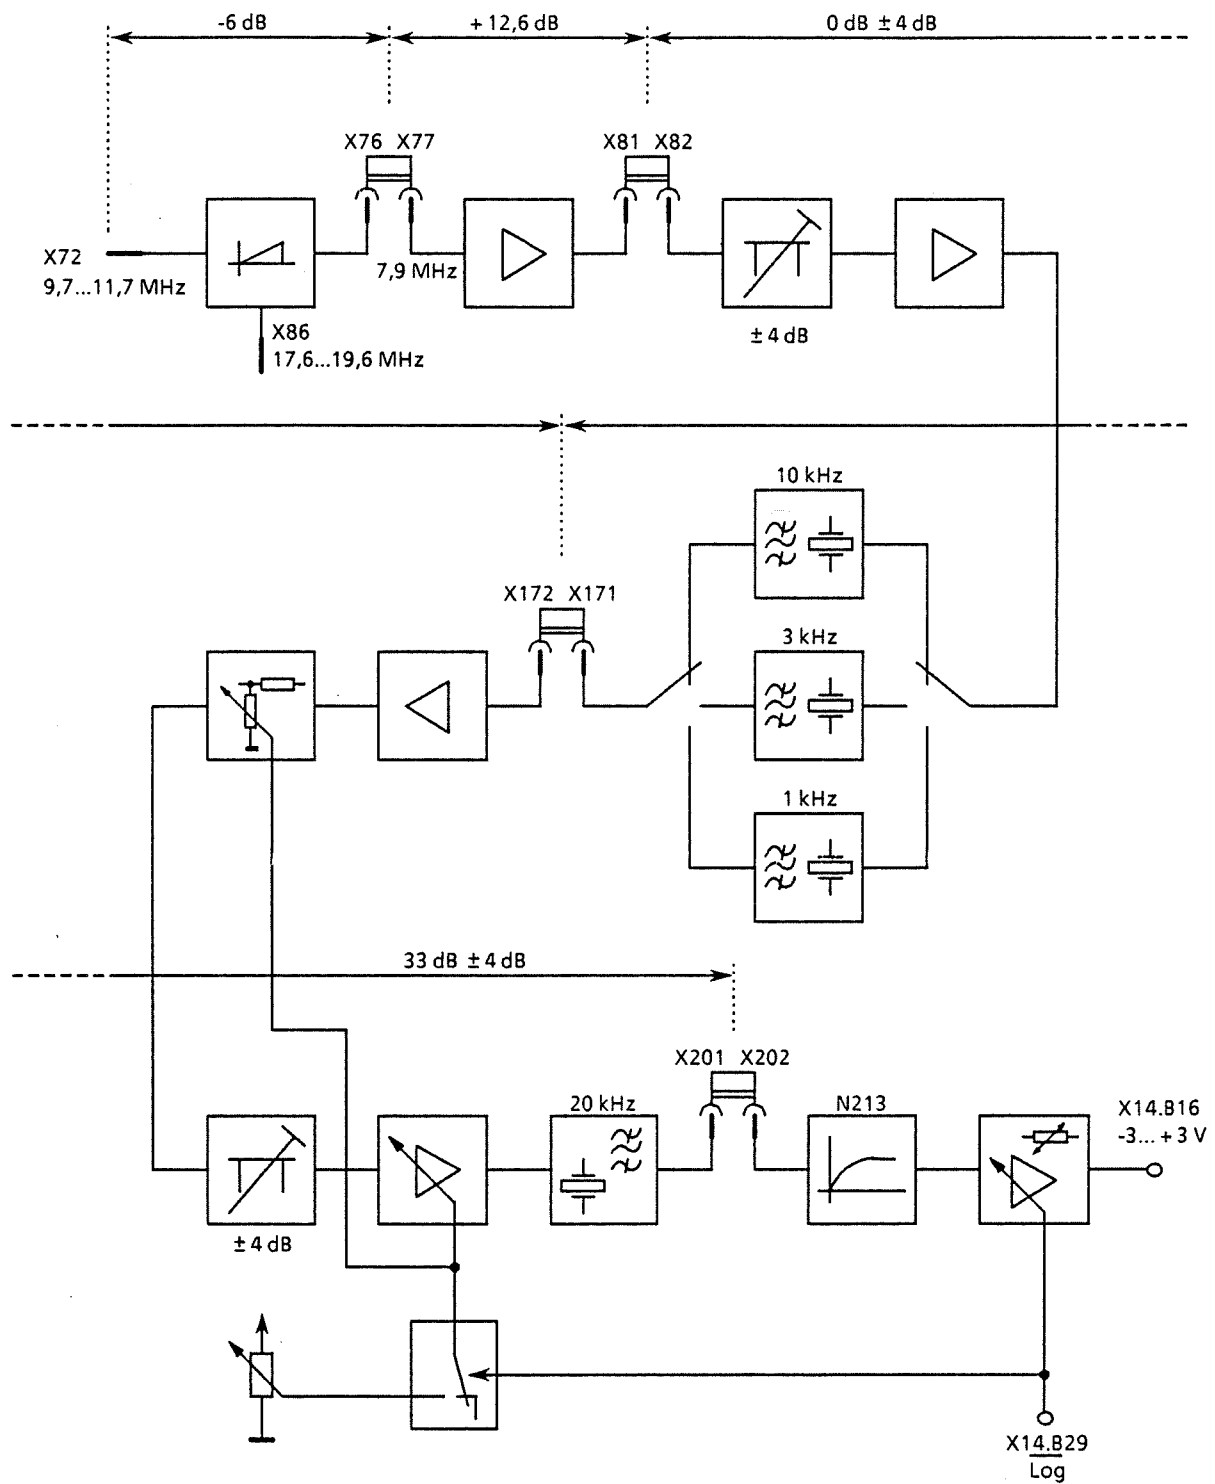 -6 dB
+ 12,6 dB
0 dB ± 4 dB
X76 X77
X81 X82
X72
9,7...11,7 MHz
7,9 MHz
X86
17,6...19,6 MHz
± 4 dB
10 kHz
X172 X171
3 kHz
1 kHz
33 dB ± 4 dB
X201 X202
20 kHz
N213
X14.B16
-3... + 3 V
± 4 dB
X14.B29
Log